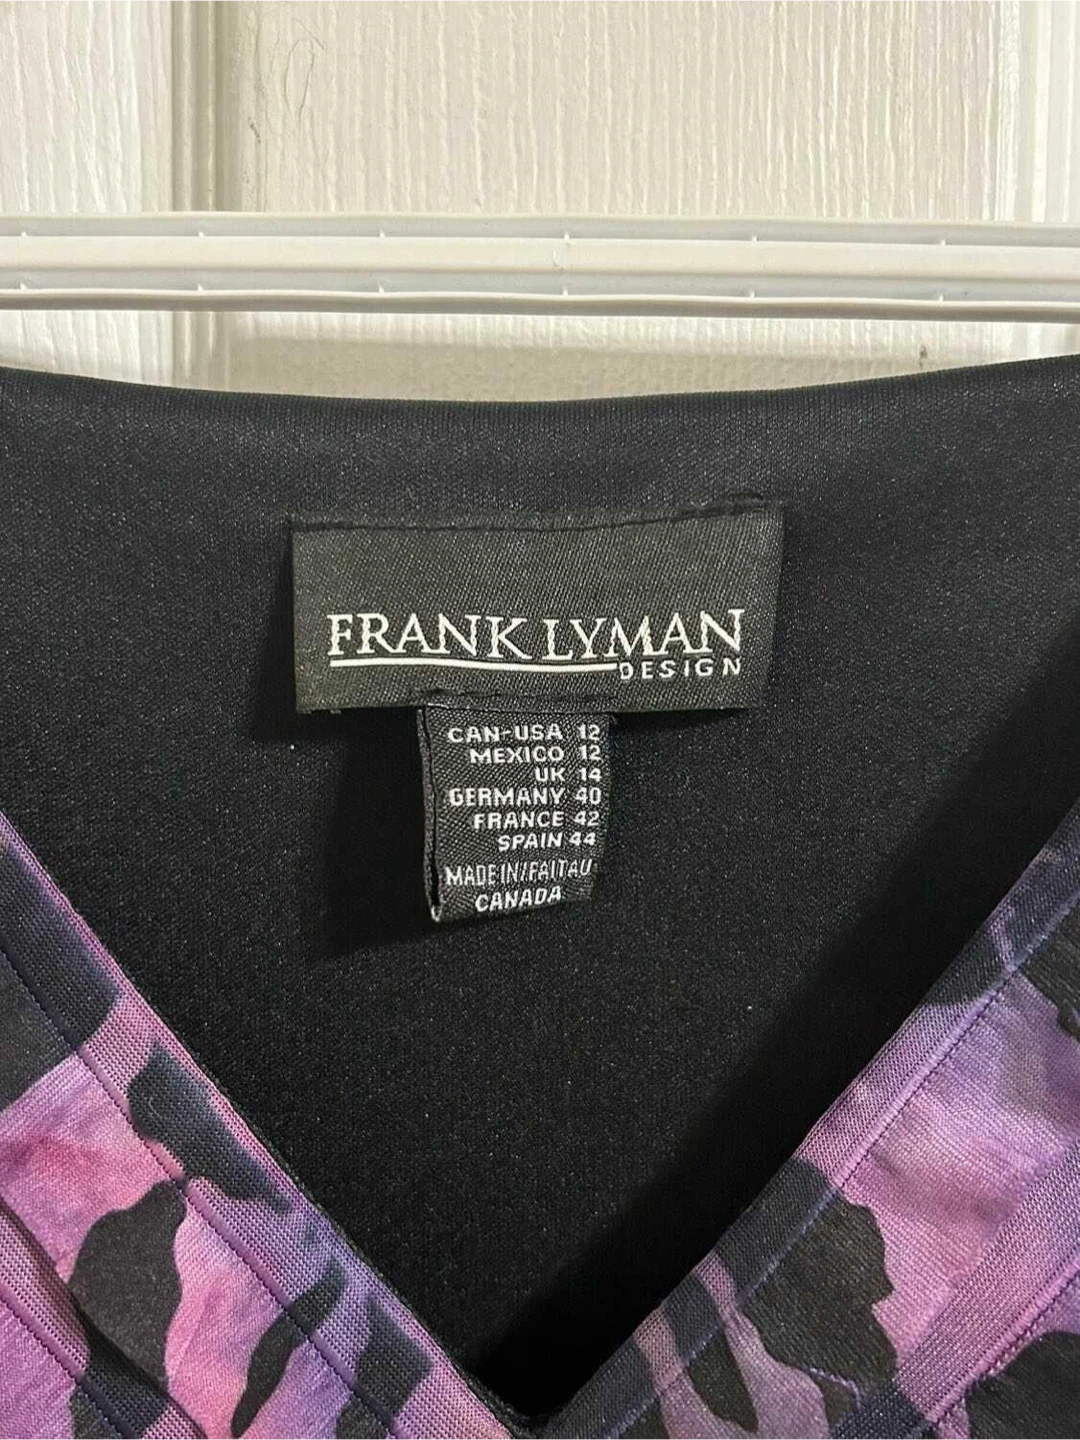 FRANK LYMAN
DESIGN
CAN-USA 12
MEXICO 12
UK 14
GERMANY 40
FRANCE 42
SPAIN 44
MADE IN/FAIT AU
CANADA